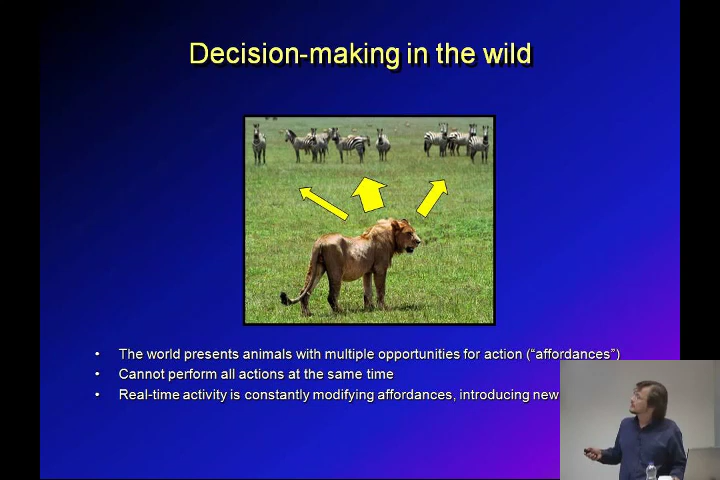 Decision-making in the wild
• The world presents animals with multiple opportunities for action (“affordances”)
• Cannot perform all actions at the same time
• Real-time activity is constantly modifying affordances, introducing new